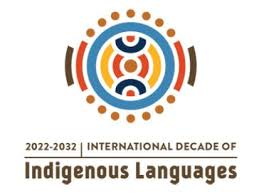 2022-2032 | INTERNATIONAL DECADE OF
Indigenous Languages